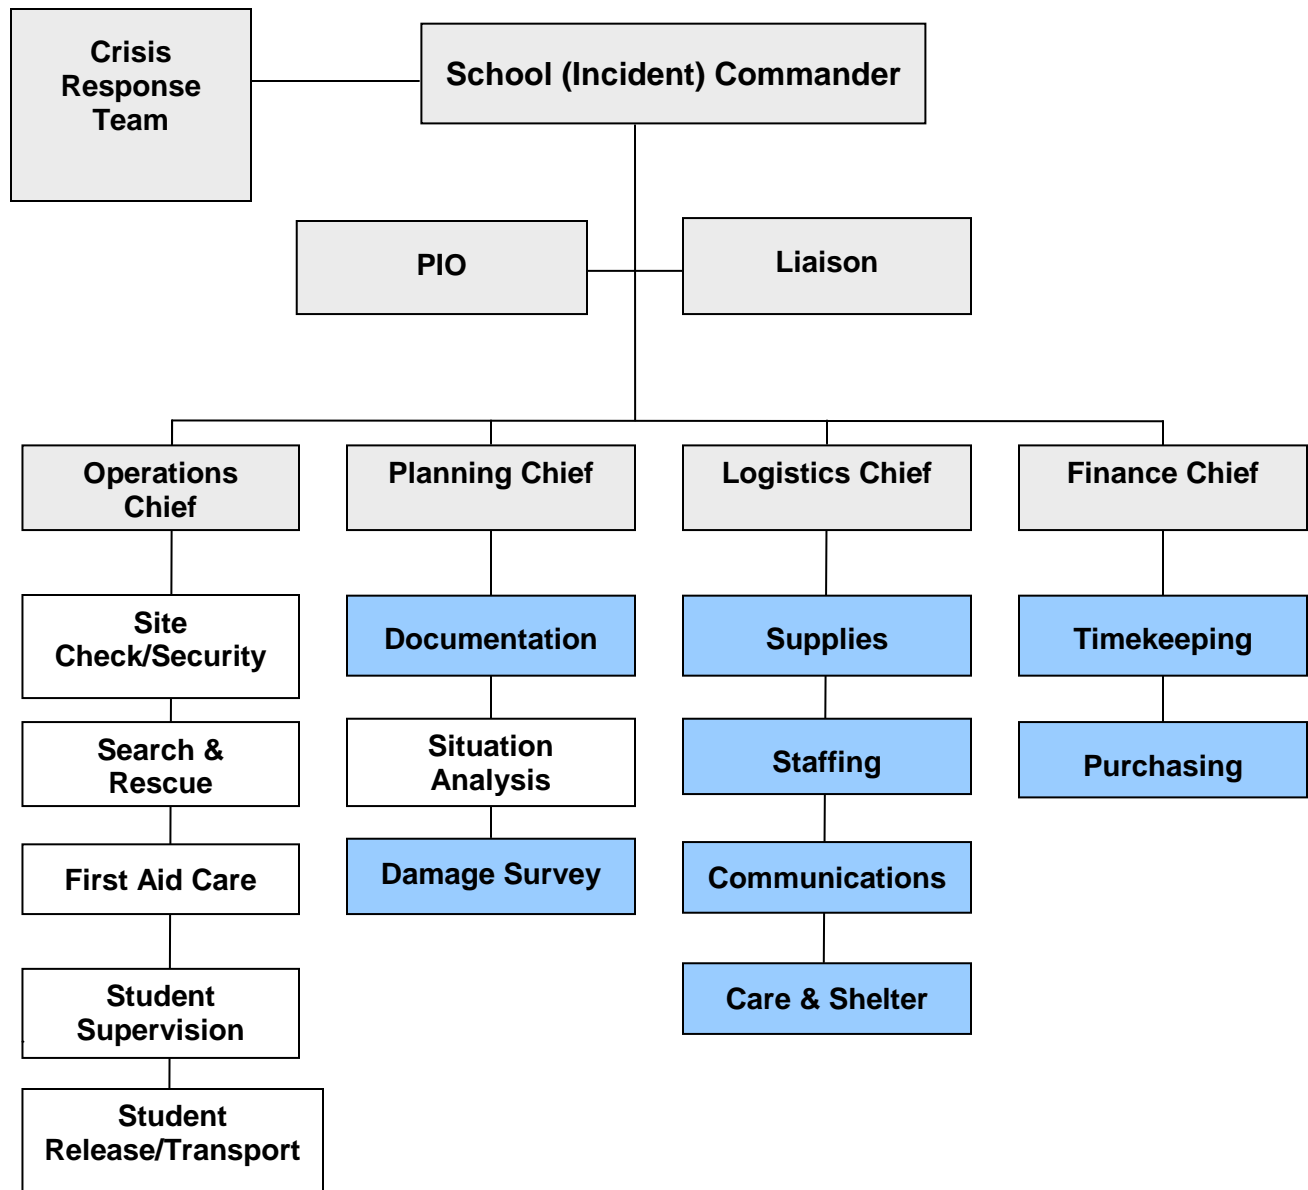 Crisis
Response
Team
School (Incident) Commander
PIO
Liaison
Operations
Chief
Planning Chief
Logistics Chief
Finance Chief
Site
Check/Security
Documentation
Supplies
Timekeeping
Search &
Rescue
Situation
Analysis
Staffing
Purchasing
First Aid Care
Damage Survey
Communications
Student
Supervision
Care & Shelter
Student
Release/Transport